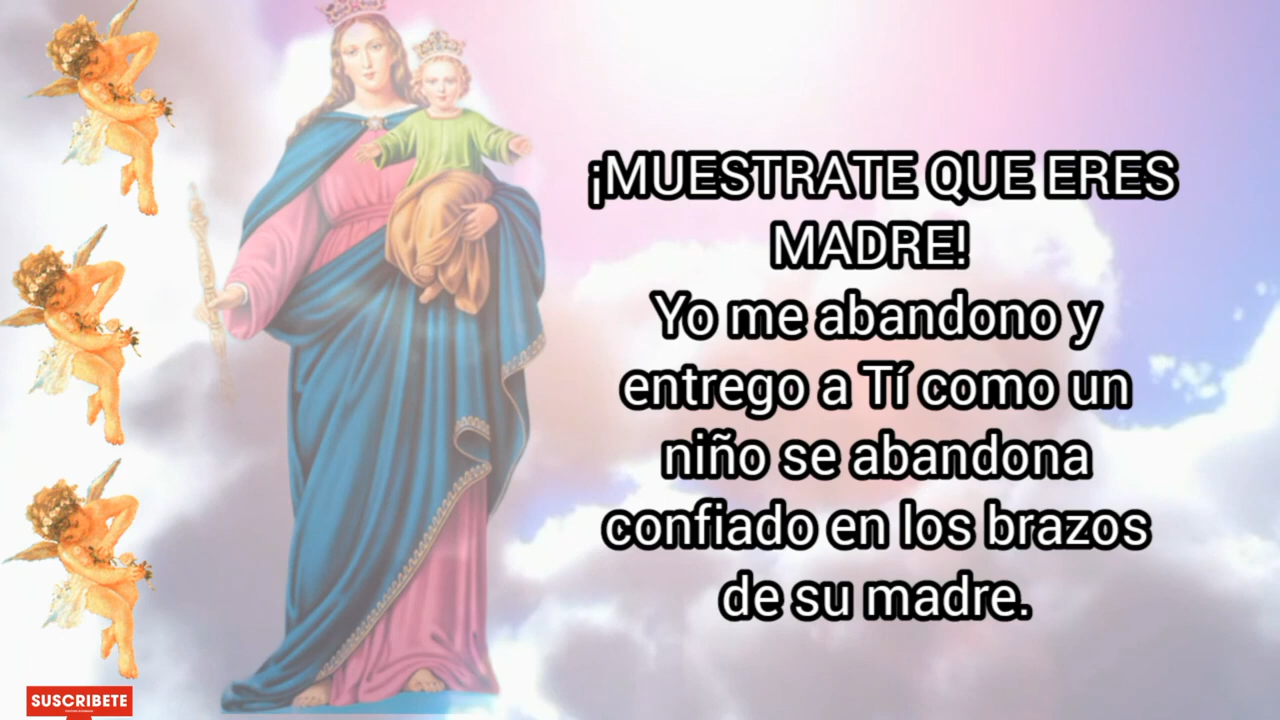 ¡MUESTRATE QUE ERES
MADRE!
Yo me abandono y
entrego a Tí como un
niño se abandona
confiado en los brazos
de su madre.
SUSCRIBETE